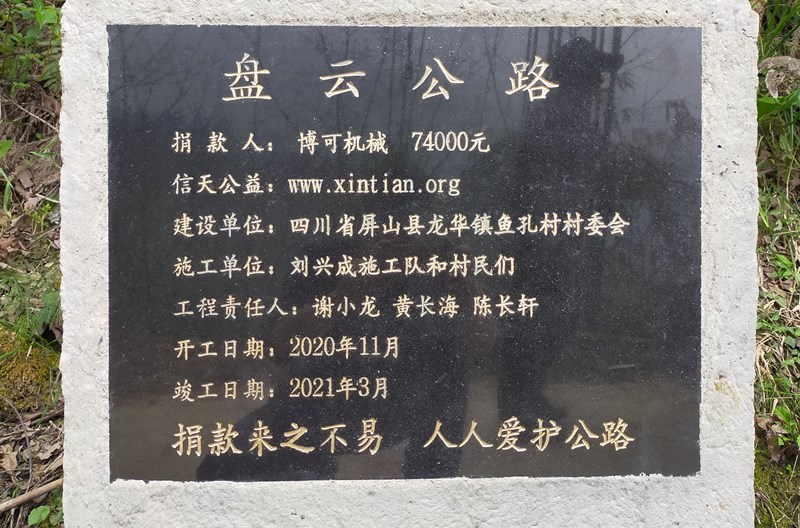 盘云公路
捐款人：博可机械 74000元
信天公益：www.xintian.org
建设单位：四川省屏山县龙华镇鱼孔村村委会
施工单位：刘兴成施工队和村民们
工程责任人：谢小龙 黄长海 陈长轩
开工日期：2020年11月
竣工日期：2021年3月
捐款来之不易 人人爱护公路